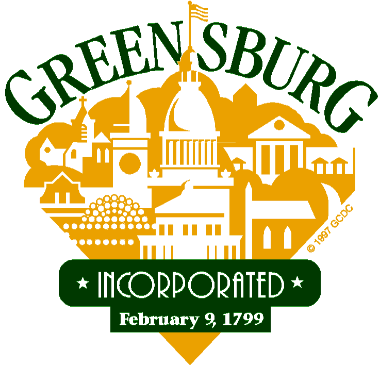 GREENSBURG
© 1997 GCDC
★ INCORPORATED ★
February 9, 1799